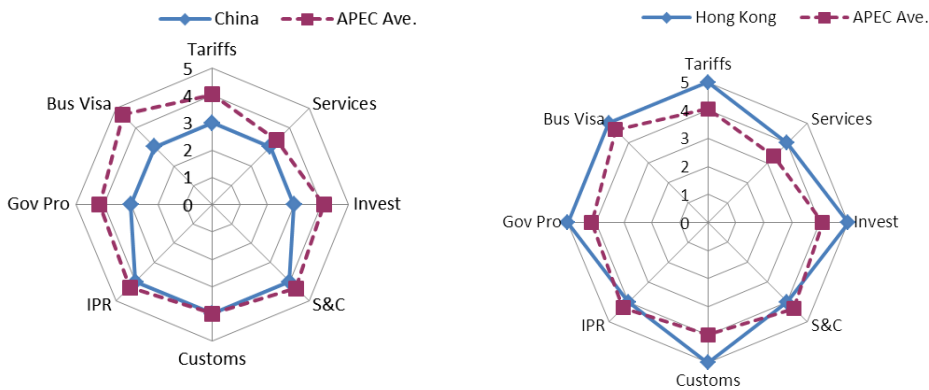 China APEC Ave.
Tariffs
5
Bus Visa
4
Services
3
2
1
Gov Pro
0
Invest
IPR
S&C
Customs
Hong Kong APEC Ave.
Tariffs
5
Bus Visa
4
Services
3
2
1
Gov Pro
0
Invest
IPR
S&C
Customs